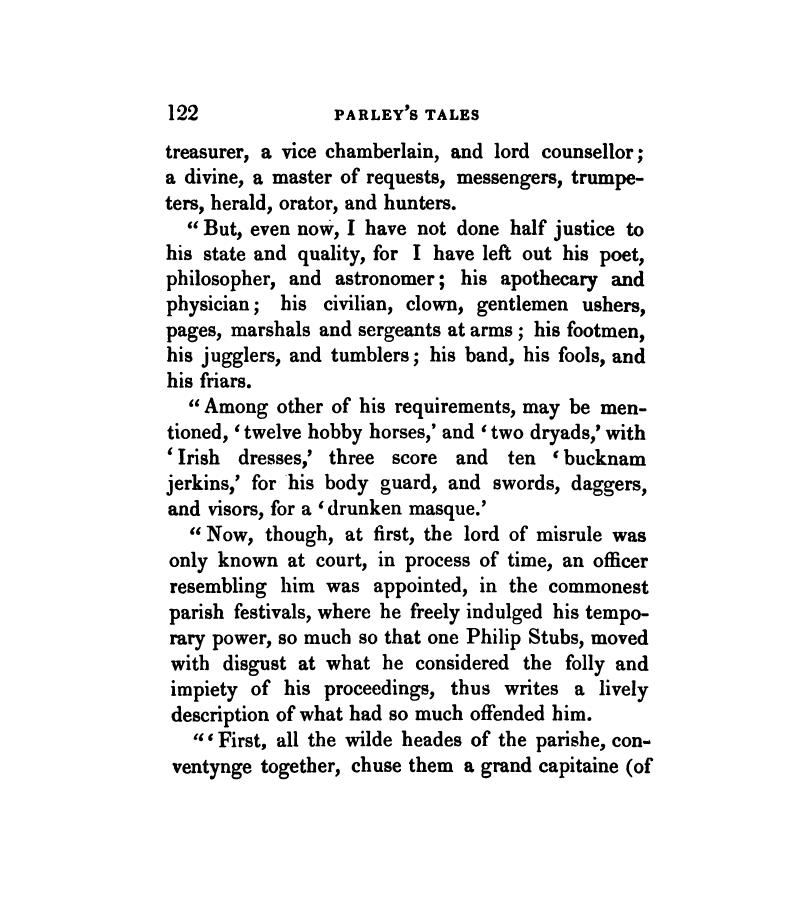 122 PARLEY'S TALES
treasurer, a vice chamberlain, and lord counsellor;
a divine, a master of requests, messengers, trumpe-
ters, herald, orator, and hunters.
"But, even now, I have not done half justice to
his state and quality, for I have left out his poet,
philosopher, and astronomer; his apothecary and
physician; his civilian, clown, gentlemen ushers,
pages, marshals and sergeants at arms; his footmen,
his jugglers, and tumblers; his band, his fools, and
his friars.
"Among other of his requirements, may be men-
tioned, 'twelve hobby horses,' and 'two dryads,' with
'Irish dresses,' three score and ten 'bucknam
jerkins,' for his body guard, and swords, daggers,
and visors, for a 'drunken masque.'
"Now, though, at first, the lord of misrule was
only known at court, in process of time, an officer
resembling him was appointed, in the commonest
parish festivals, where he freely indulged his tempo-
rary power, so much so that one Philip Stubs, moved
with disgust at what he considered the folly and
impiety of his proceedings, thus writes a lively
description of what had so much offended him.
"'First, all the wilde heades of the parishe, con-
ventynge together, chuse them a grand capitaine (of